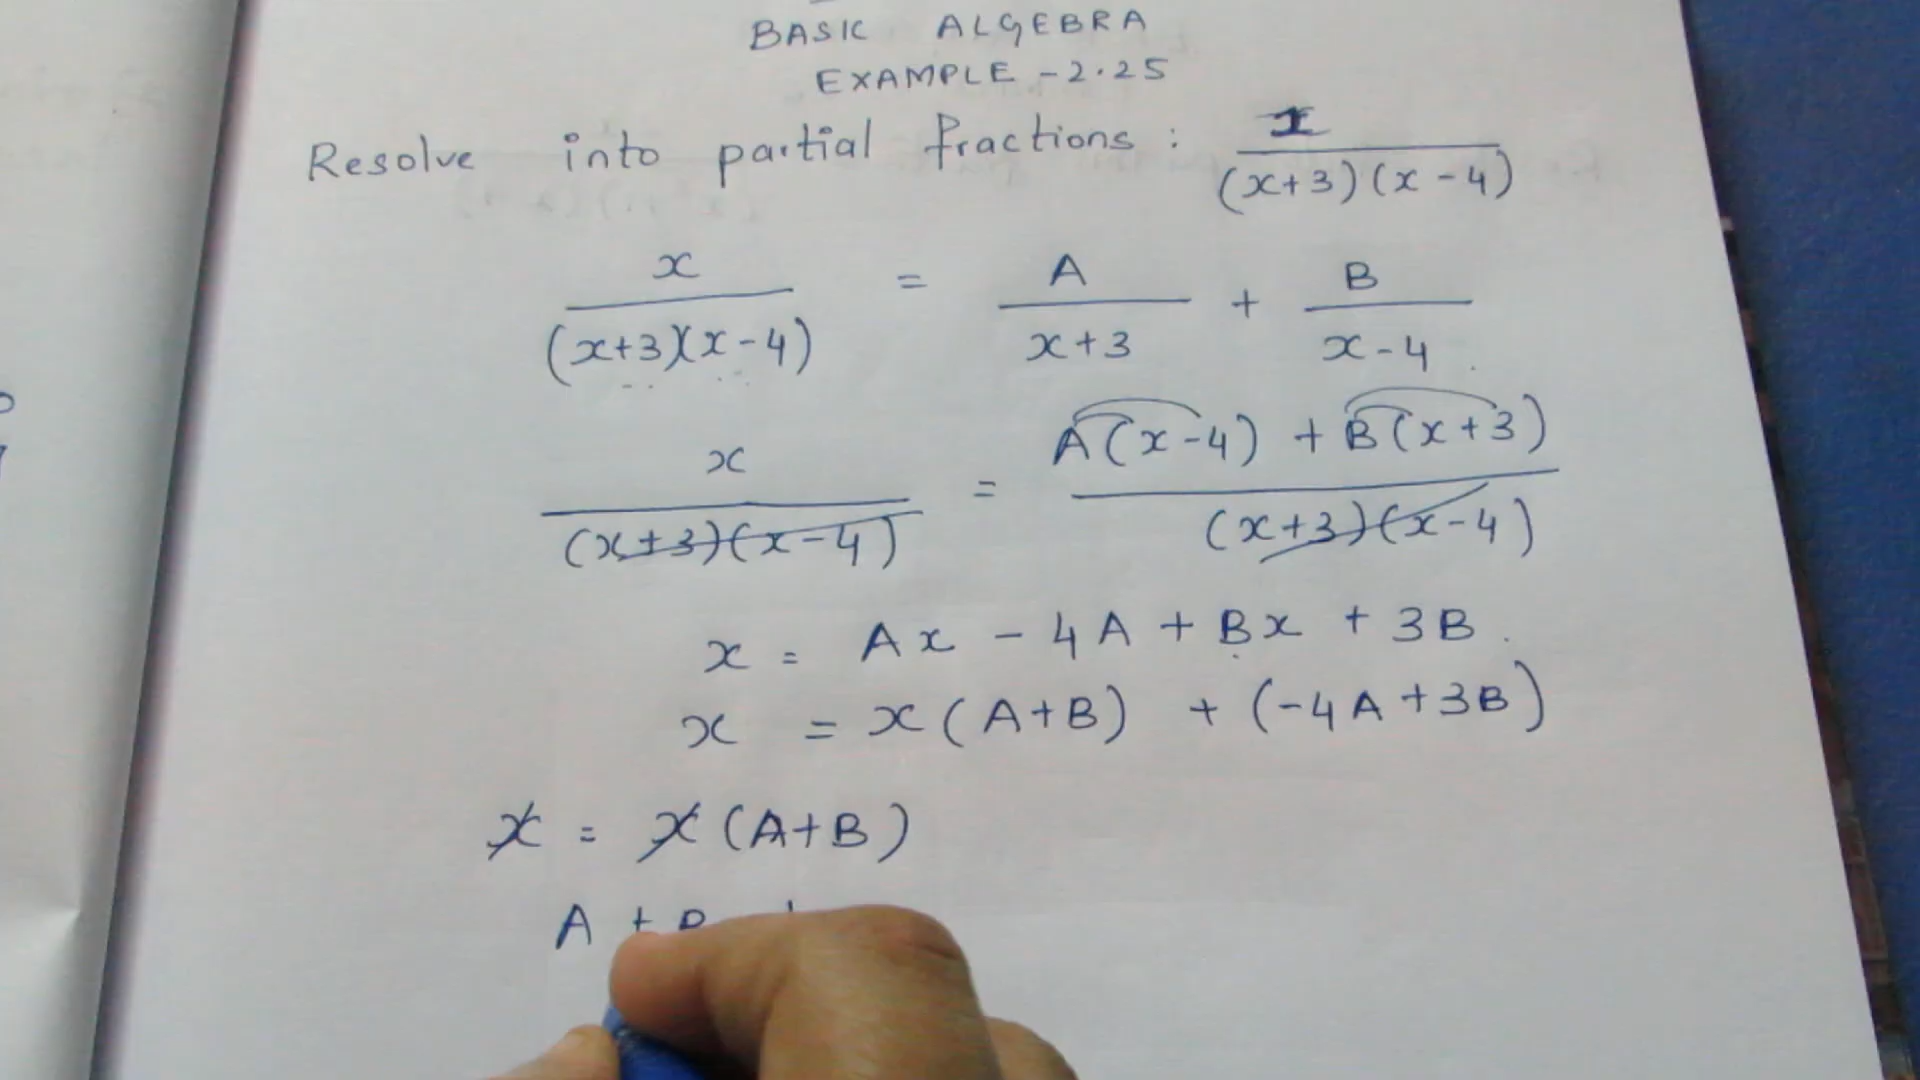 BASIC ALGEBRA
EXAMPLE - 2.25
Resolve into partial fractions : x / (x+3)(x-4)
x / (x+3)(x-4) = A / x+3 + B / x-4
x / (x+3)(x-4) = A(x-4) + B(x+3) / (x+3)(x-4)
x = Ax - 4A + Bx + 3B
x = x(A+B) + (-4A+3B)
x = x(A+B)
A + B